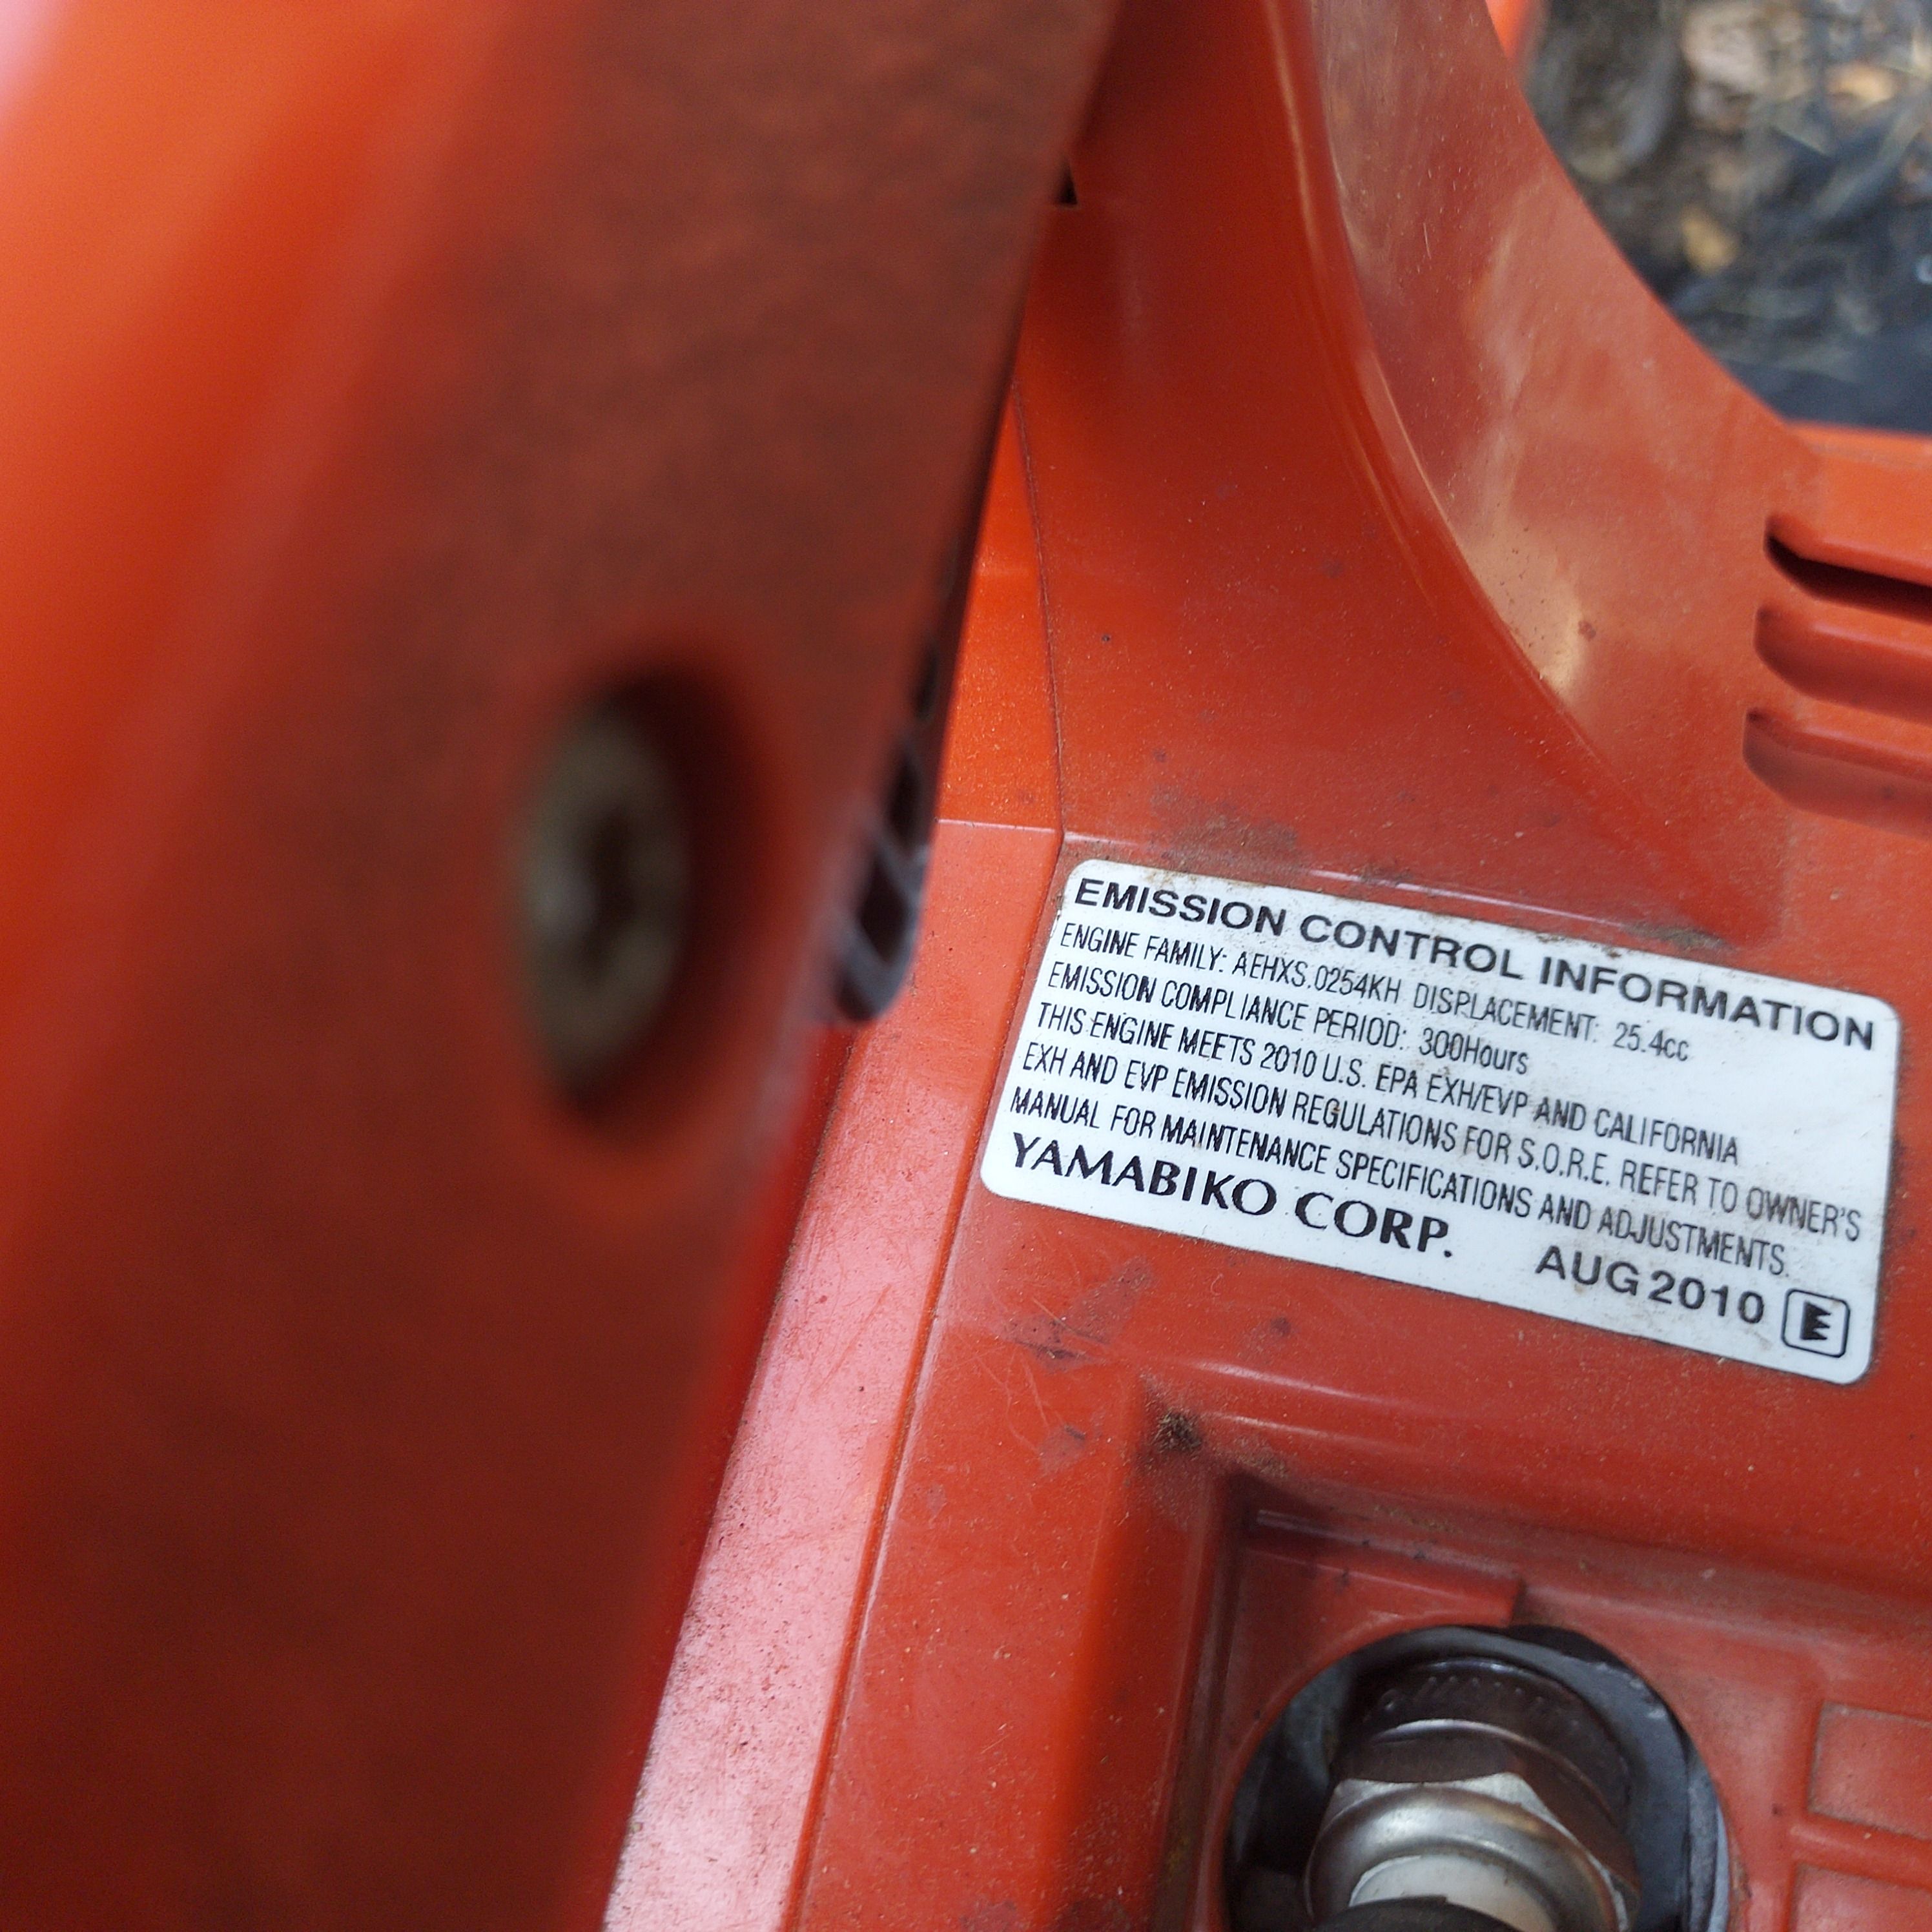 EMISSION CONTROL INFORMATION
ENGINE FAMILY: AEHXS.0254KH DISPLACEMENT: 25.4cc
EMISSION COMPLIANCE PERIOD: 300Hours
THIS ENGINE MEETS 2010 U.S. EPA EXH/EVP AND CALIFORNIA
EXH AND EVP EMISSION REGULATIONS FOR S.O.R.E. REFER TO OWNER'S
MANUAL FOR MAINTENANCE SPECIFICATIONS AND ADJUSTMENTS.
YAMABIKO CORP. AUG 2010 E